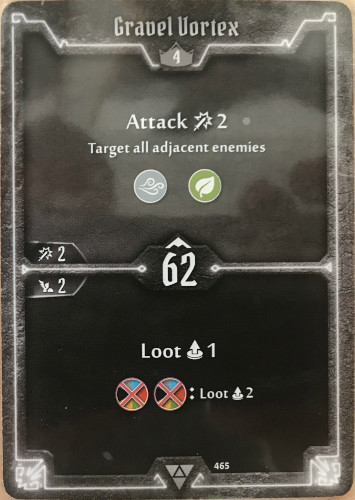 Gravel Vortex
4
Attack 2
Target all adjacent enemies
2
62
2
Loot 1
: Loot 2
465